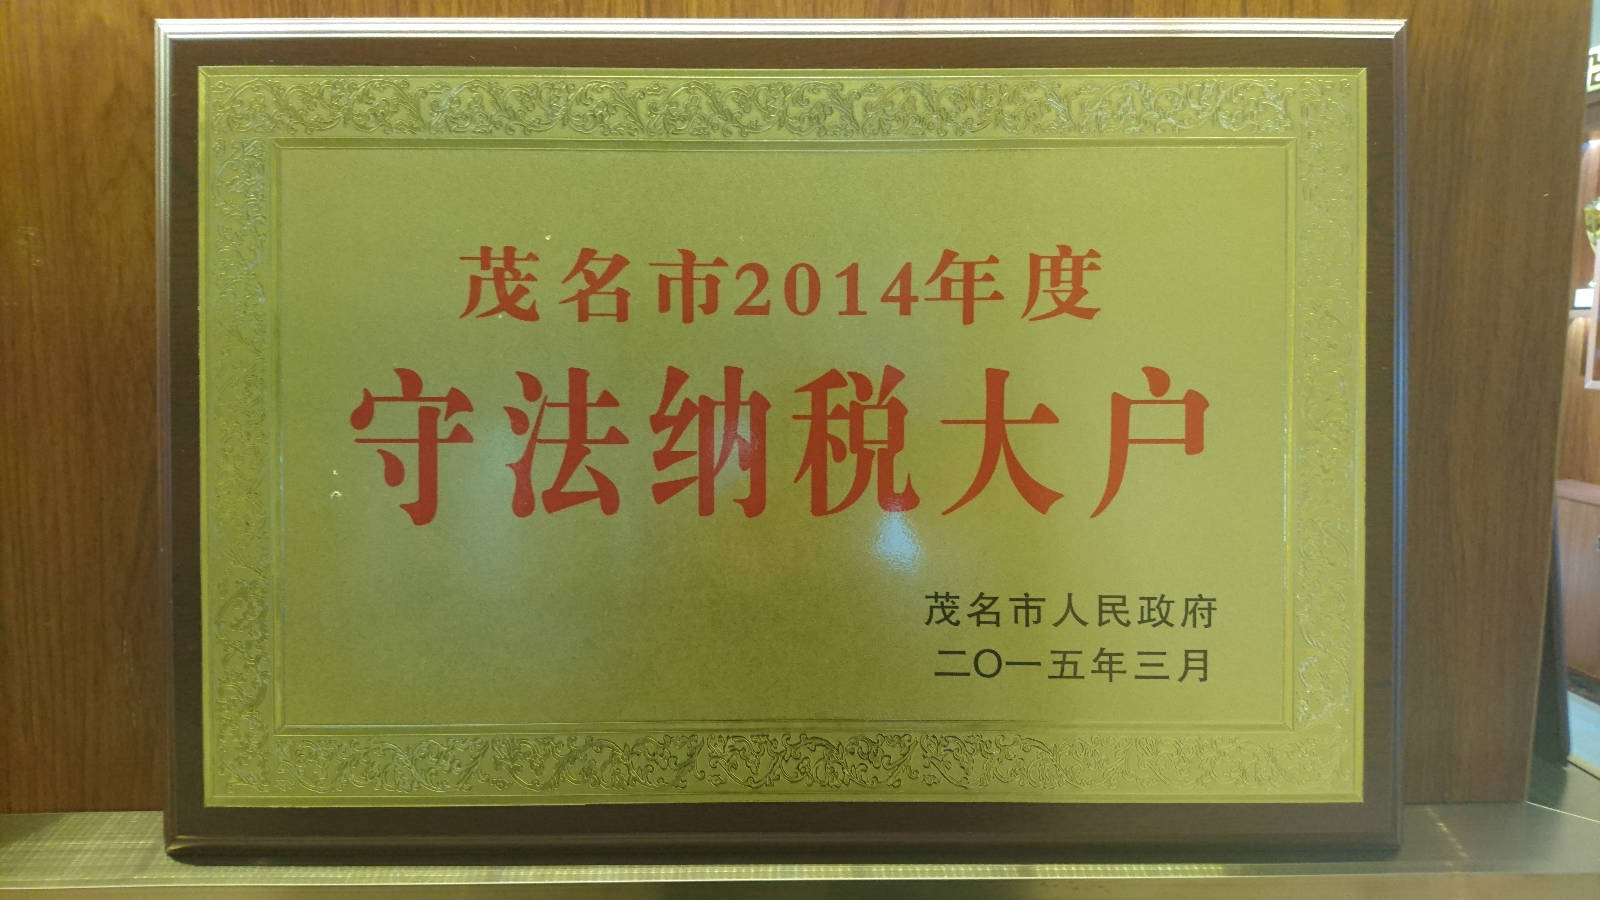 茂名市2014年度
守法纳税大户
茂名市人民政府
二〇一五年三月